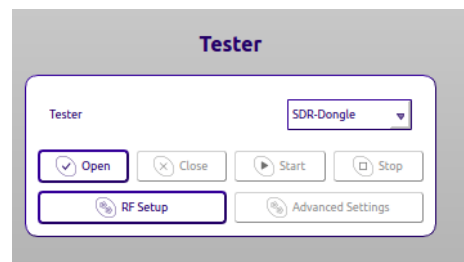 Tester
Tester SDR-Dongle
Open Close Start Stop
RF Setup Advanced Settings